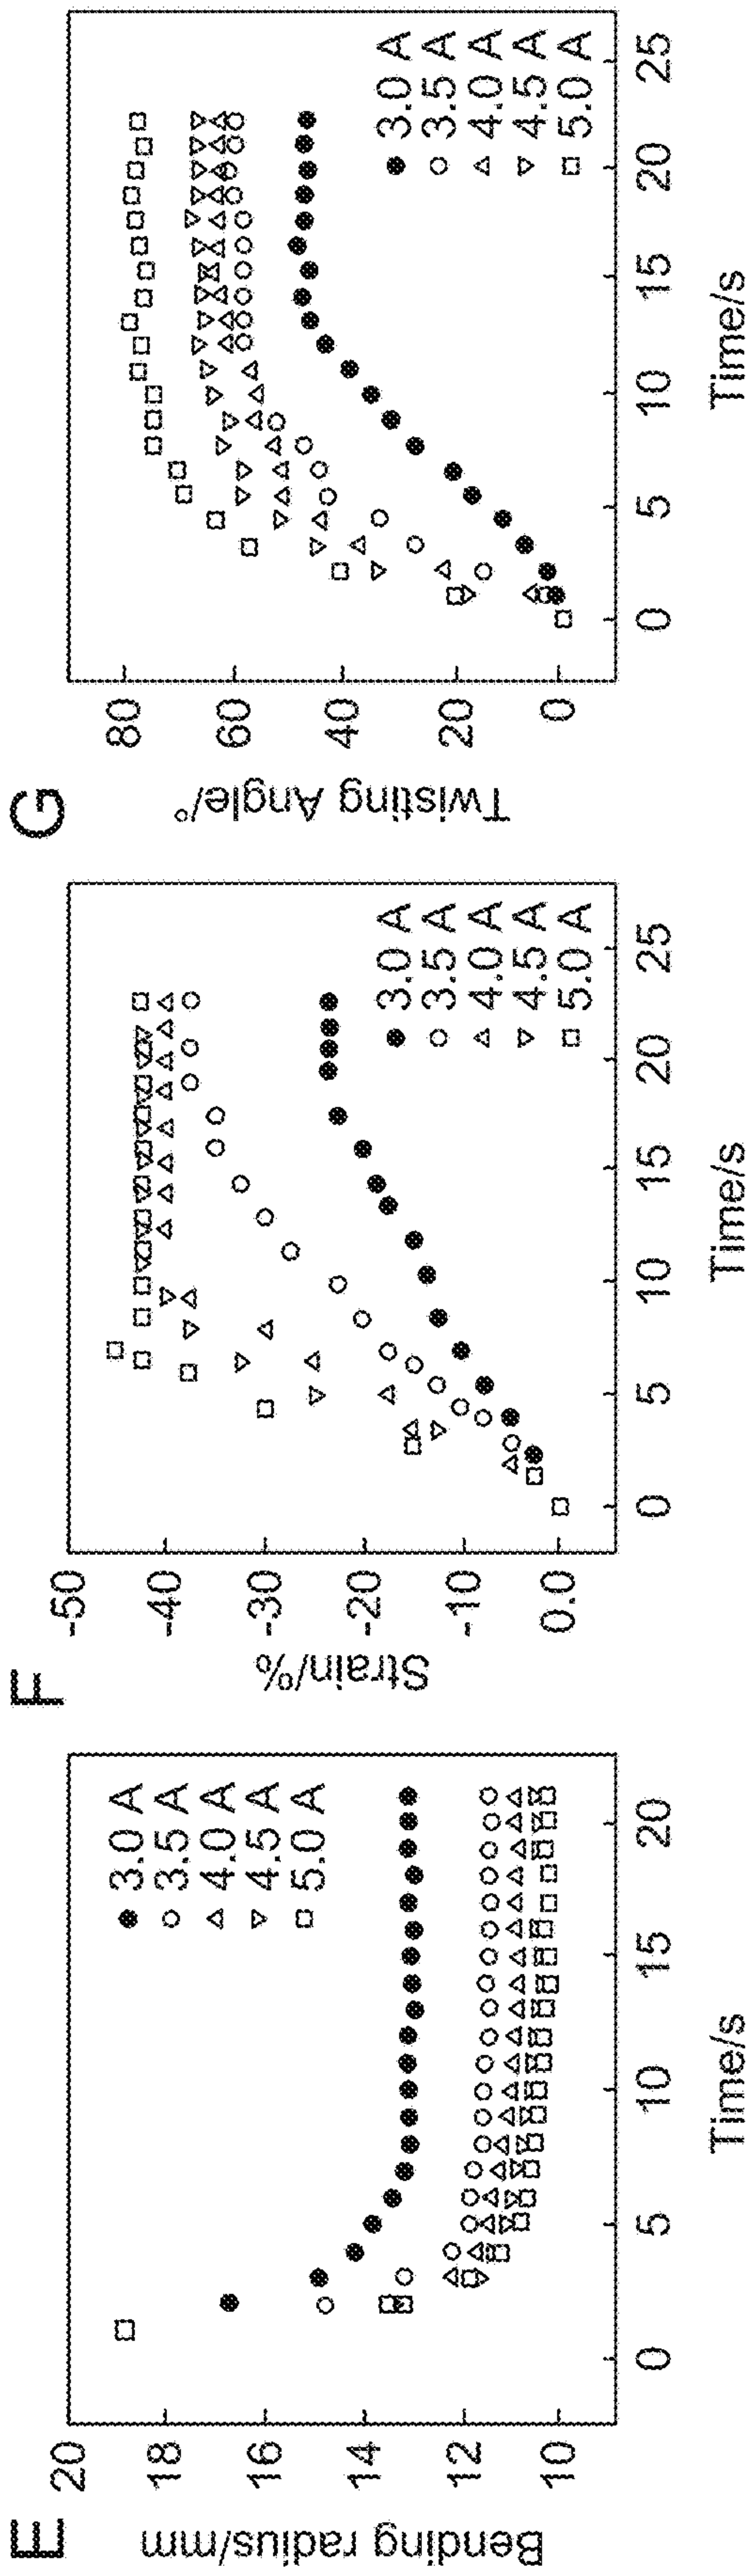 E
Bending radius/mm
20
18
16
14
12
10
3.0 A
3.5 A
4.0 A
4.5 A
5.0 A
0 5 10 15 20
Time/s
F
Strain/%
-50
-40
-30
-20
-10
0.0
3.0 A
3.5 A
4.0 A
4.5 A
5.0 A
0 5 10 15 20 25
Time/s
G
Twisting Angle/°
80
60
40
20
0
3.0 A
3.5 A
4.0 A
4.5 A
5.0 A
0 5 10 15 20 25
Time/s